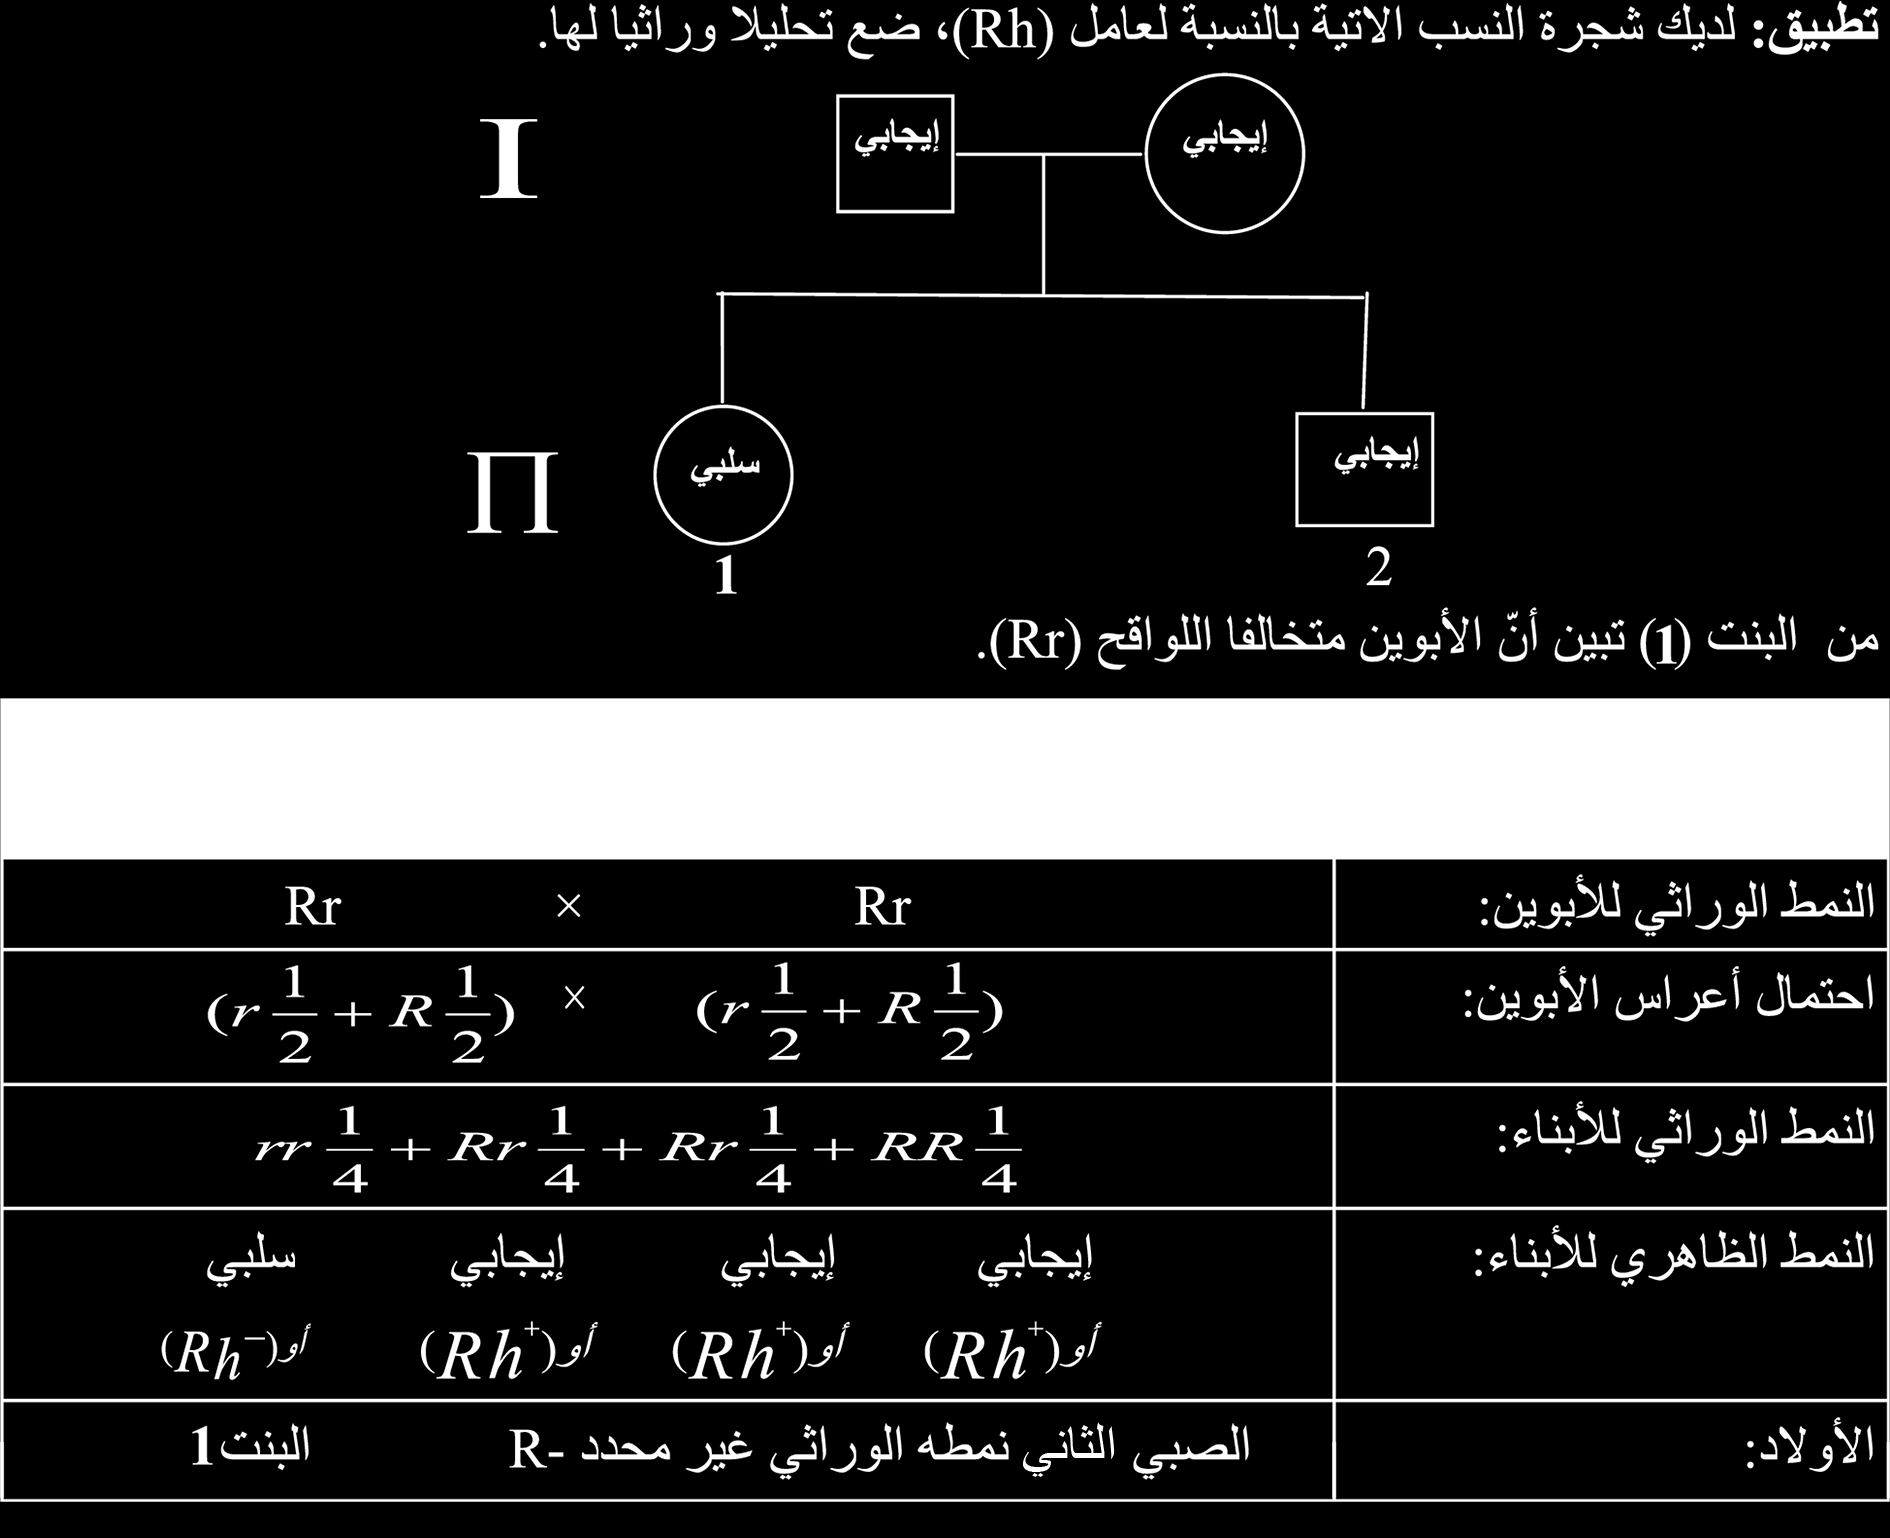 تطبيق: لديك شجرة النسب الاتية بالنسبة لعامل (Rh)، ضع تحليلا وراثيا لها.
I
إيجابي
إيجابي
II
سلبي
إيجابي
1
2
من البنت (1) تبين أنّ الأبوين متخالفا اللواقح (Rr).
النمط الوراثي للأبوين: Rr × Rr
احتمال أعراس الأبوين: (r 1/2 + R 1/2) × (r 1/2 + R 1/2)
النمط الوراثي للأبناء: rr 1/4 + Rr 1/4 + Rr 1/4 + RR 1/4
النمط الظاهري للأبناء: إيجابي إيجابي إيجابي سلبي
أو(Rh⁺) أو(Rh⁺) أو(Rh⁺) أو(Rh⁻)
الأولاد: الصبي الثاني نمطه الوراثي غير محدد R- البنت1